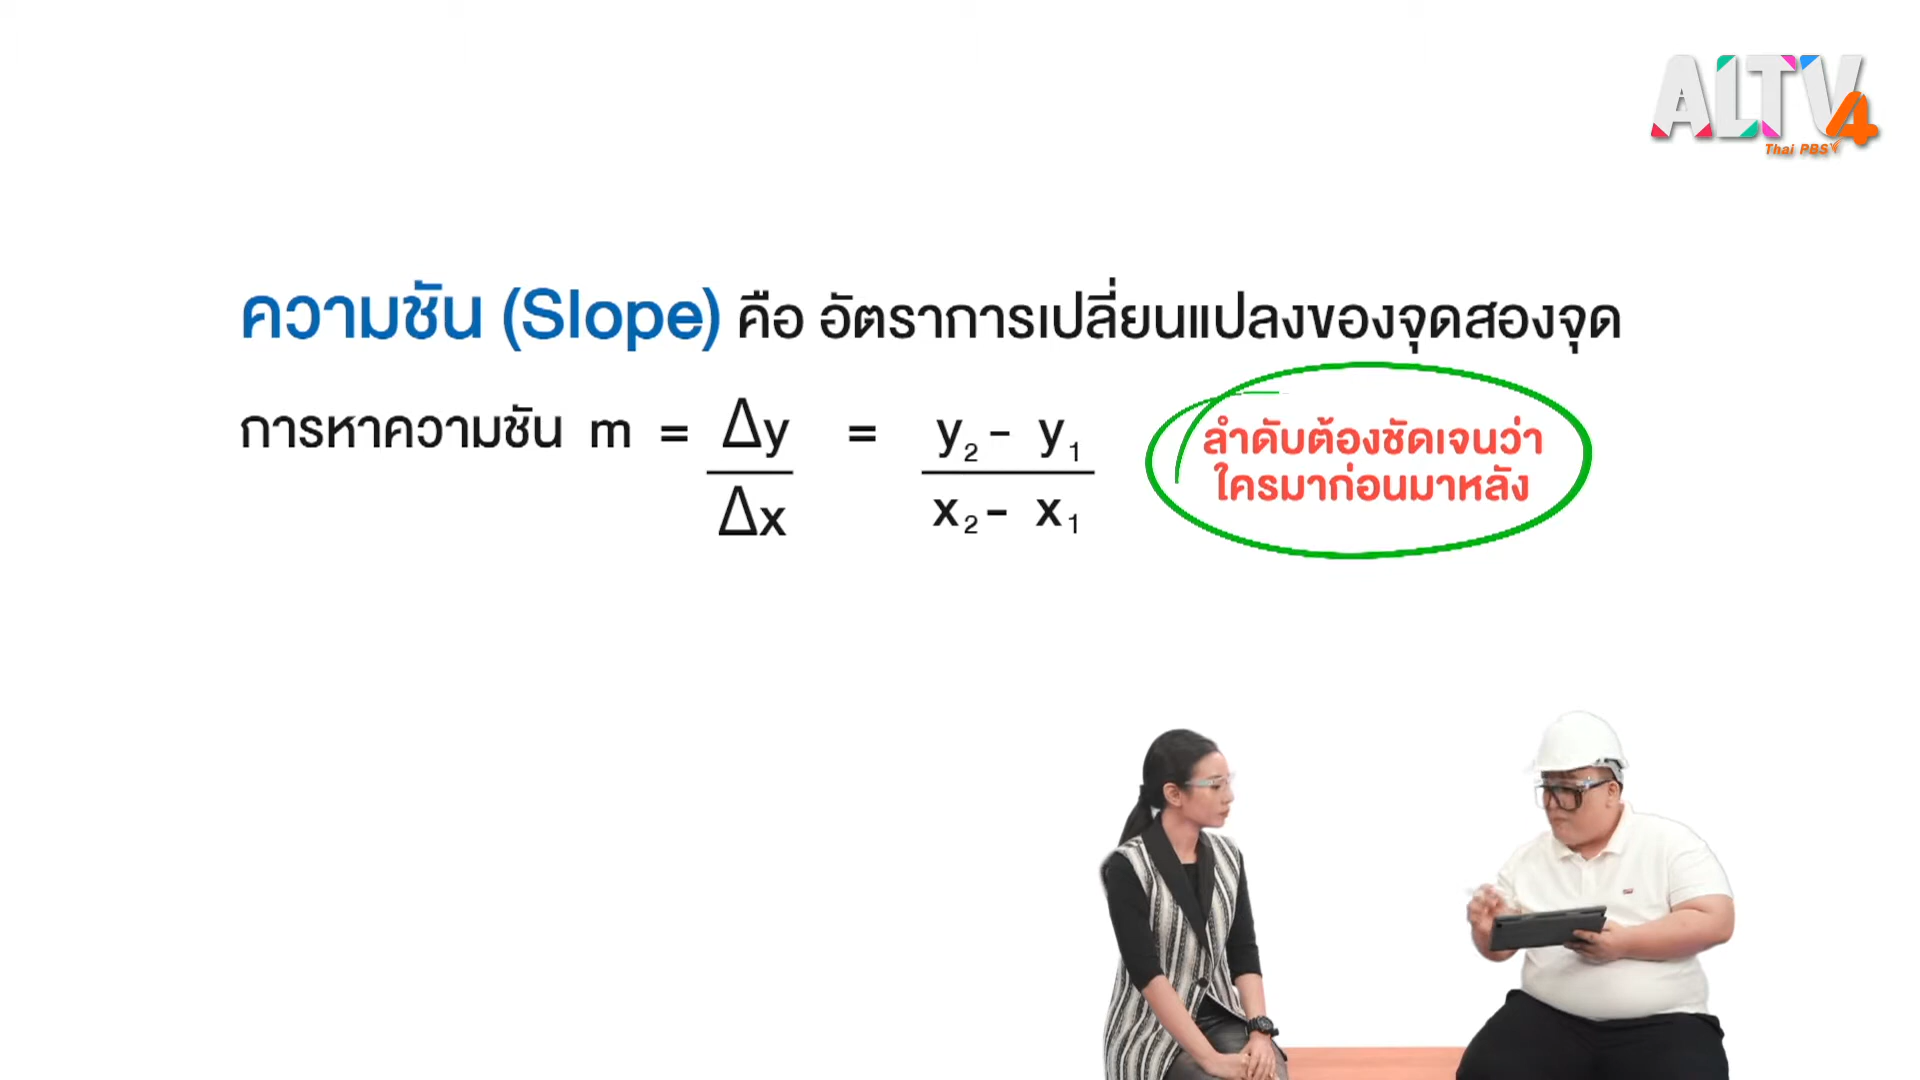 ALTV4
Thai PBS
ความชัน (Slope) คือ อัตราการเปลี่ยนแปลงของจุดสองจุด
การหาความชัน m = Δy/Δx = y₂ - y₁ / x₂ - x₁
ลำดับต้องชัดเจนว่า
ใครมาก่อนมาหลัง